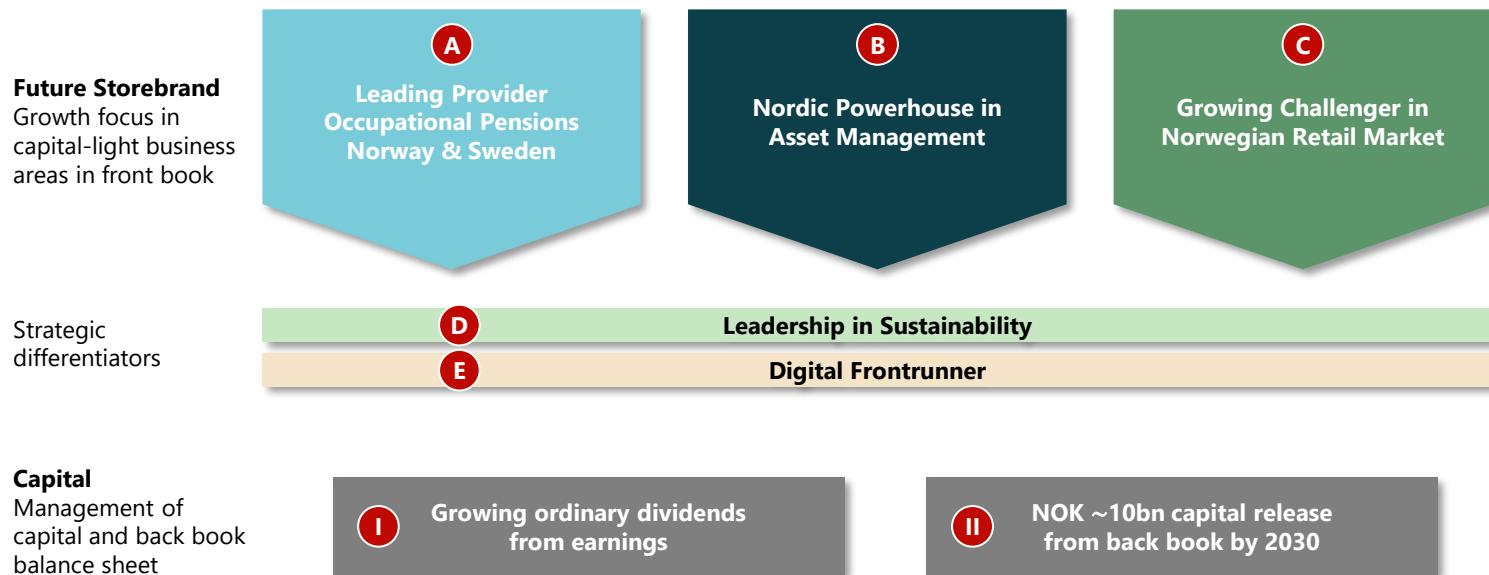 Future Storebrand
Growth focus in
capital-light business
areas in front book
A
Leading Provider
Occupational Pensions
Norway & Sweden
B
Nordic Powerhouse in
Asset Management
C
Growing Challenger in
Norwegian Retail Market
Strategic
differentiators
D
Leadership in Sustainability
E
Digital Frontrunner
Capital
Management of
capital and back book
balance sheet
I
Growing ordinary dividends
from earnings
II
NOK ~10bn capital release
from back book by 2030